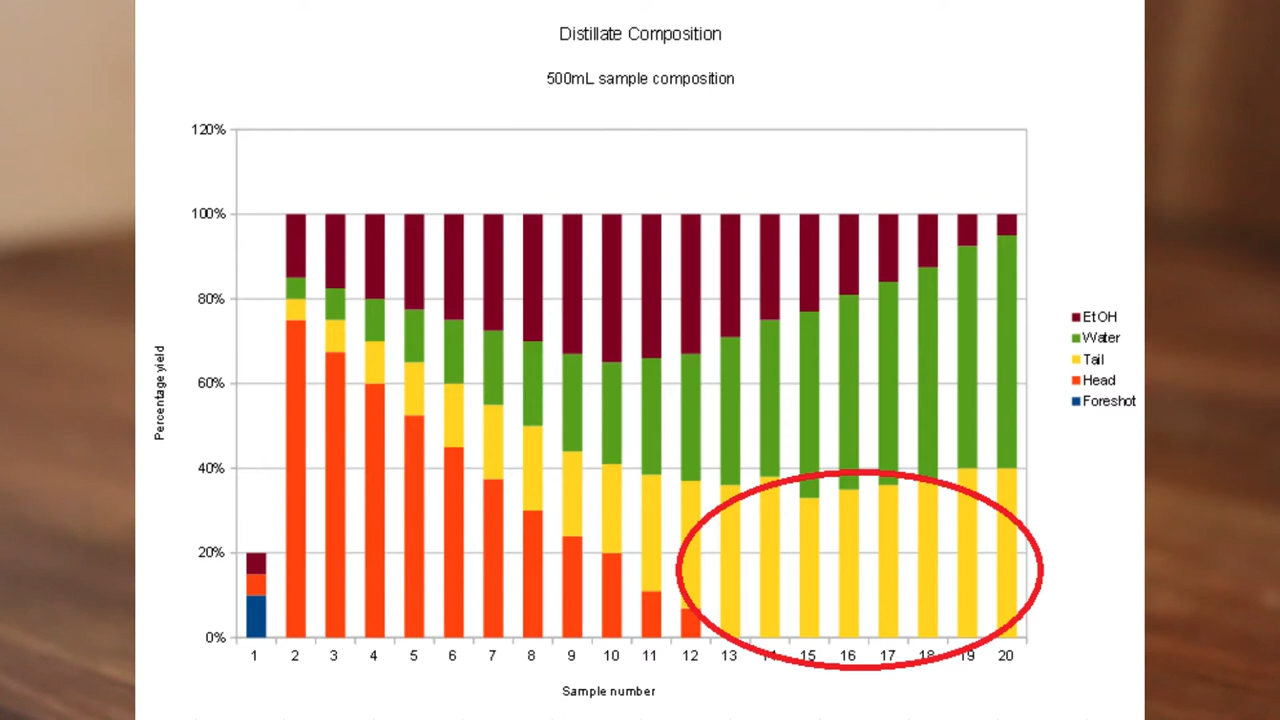 Distillate Composition
500mL sample composition
120%
100%
80%
60%
40%
20%
0%
Percentage yield
1 2 3 4 5 6 7 8 9 10 11 12 13 14 15 16 17 18 19 20
Sample number
EtOH
Water
Tail
Head
Foreshot